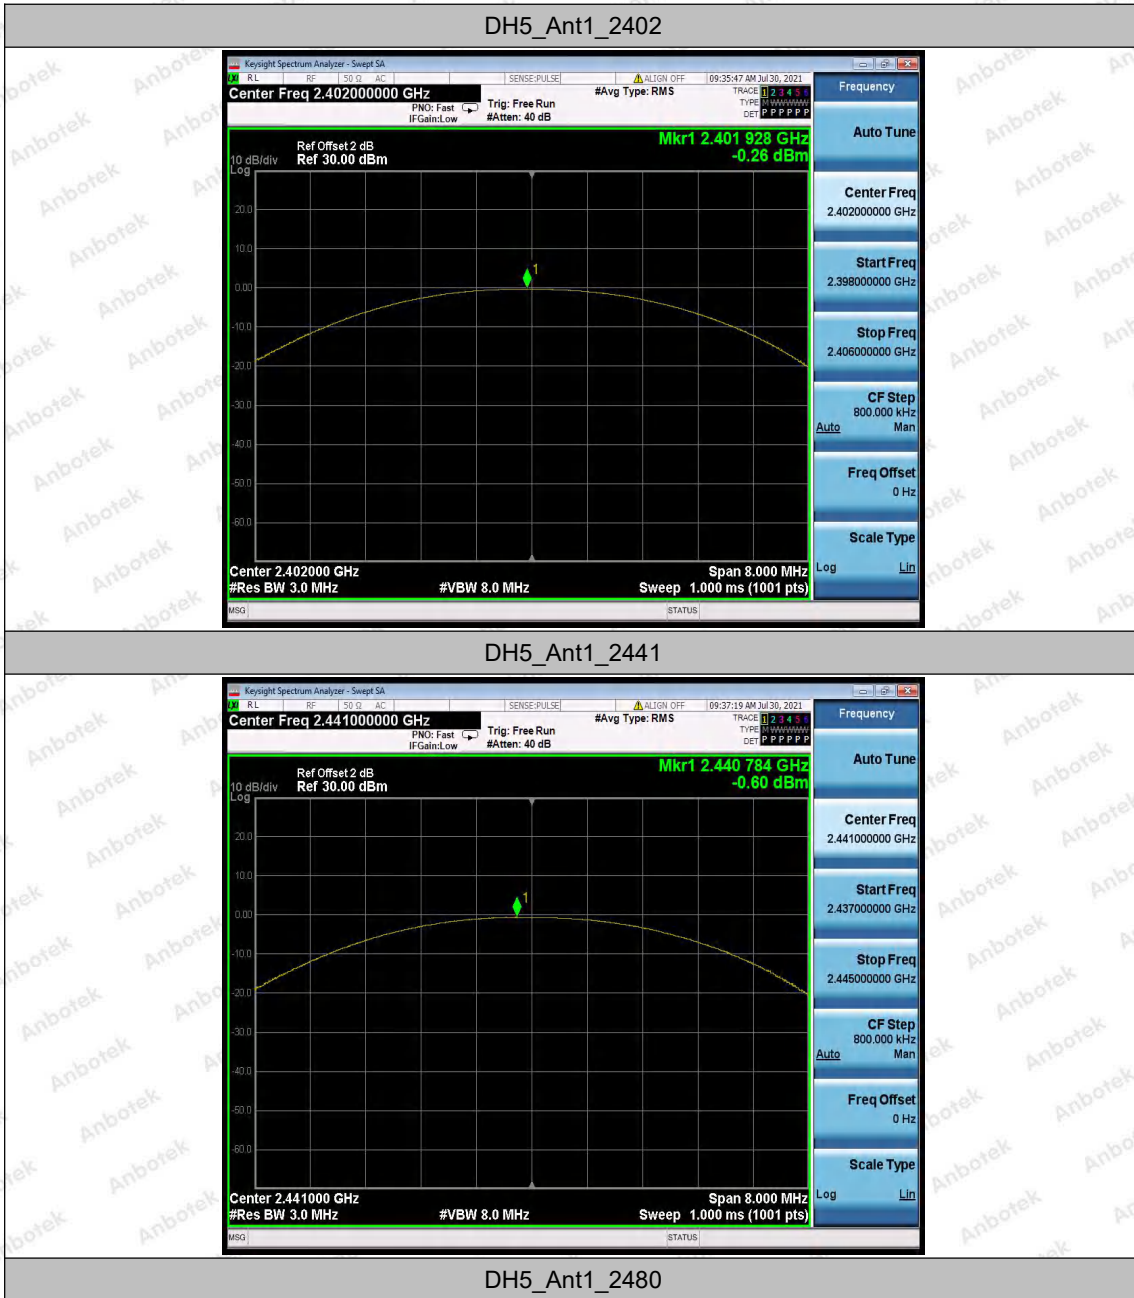 DH5_Ant1_2402
Keysight Spectrum Analyzer - Swept SA
LXI RL RF 50 Ω AC SENSE:PULSE ALIGN OFF 09:35:47 AM Jul 30, 2021
Center Freq 2.402000000 GHz
PNO: Fast
IFGain:Low
Trig: Free Run
#Atten: 40 dB
#Avg Type: RMS
TRACE 1 2 3 4 5 6
TYPE M WWWWW
DET P P P P P P
Mkr1 2.401 928 GHz
-0.26 dBm
Ref Offset 2 dB
10 dB/div Ref 30.00 dBm
Log
1
20.0
10.0
0.00
-10.0
-20.0
-30.0
-40.0
-50.0
-60.0
Center 2.402000 GHz Span 8.000 MHz
#Res BW 3.0 MHz #VBW 8.0 MHz Sweep 1.000 ms (1001 pts)
MSG STATUS
Frequency
Auto Tune
Center Freq
2.402000000 GHz
Start Freq
2.398000000 GHz
Stop Freq
2.406000000 GHz
CF Step
800.000 kHz
Auto Man
Freq Offset
0 Hz
Scale Type
Log Lin
DH5_Ant1_2441
Keysight Spectrum Analyzer - Swept SA
LXI RL RF 50 Ω AC SENSE:PULSE ALIGN OFF 09:37:19 AM Jul 30, 2021
Center Freq 2.441000000 GHz
PNO: Fast
IFGain:Low
Trig: Free Run
#Atten: 40 dB
#Avg Type: RMS
TRACE 1 2 3 4 5 6
TYPE M WWWWW
DET P P P P P P
Mkr1 2.440 784 GHz
-0.60 dBm
Ref Offset 2 dB
10 dB/div Ref 30.00 dBm
Log
1
20.0
10.0
0.00
-10.0
-20.0
-30.0
-40.0
-50.0
-60.0
Center 2.441000 GHz Span 8.000 MHz
#Res BW 3.0 MHz #VBW 8.0 MHz Sweep 1.000 ms (1001 pts)
MSG STATUS
Frequency
Auto Tune
Center Freq
2.441000000 GHz
Start Freq
2.437000000 GHz
Stop Freq
2.445000000 GHz
CF Step
800.000 kHz
Auto Man
Freq Offset
0 Hz
Scale Type
Log Lin
DH5_Ant1_2480
Anbotek